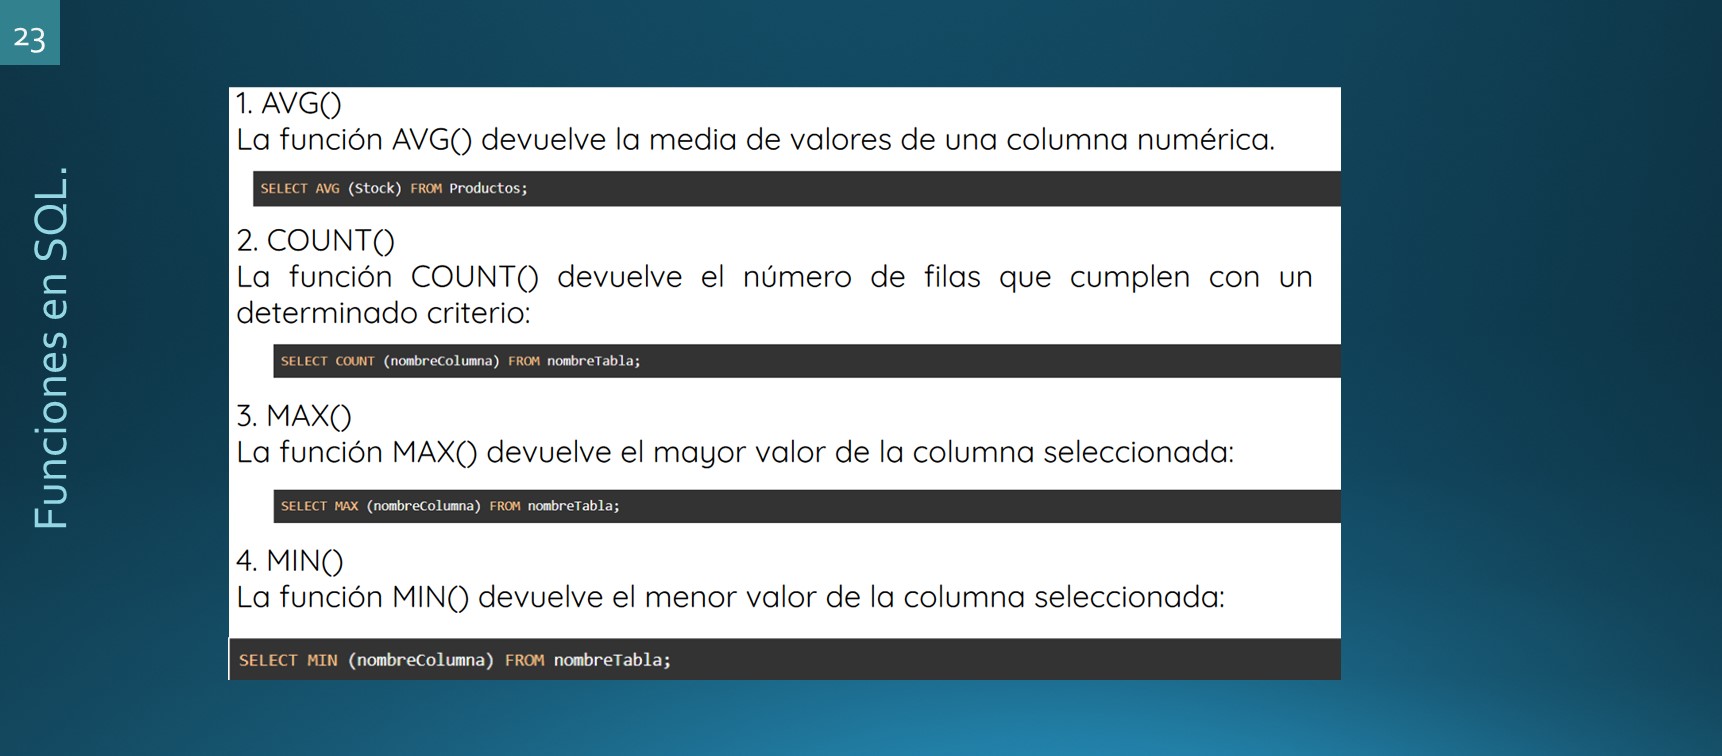 23
Funciones en SQL.
1. AVG()
La función AVG() devuelve la media de valores de una columna numérica.
SELECT AVG (Stock) FROM Productos;
2. COUNT()
La función COUNT() devuelve el número de filas que cumplen con un
determinado criterio:
SELECT COUNT (nombreColumna) FROM nombreTabla;
3. MAX()
La función MAX() devuelve el mayor valor de la columna seleccionada:
SELECT MAX (nombreColumna) FROM nombreTabla;
4. MIN()
La función MIN() devuelve el menor valor de la columna seleccionada:
SELECT MIN (nombreColumna) FROM nombreTabla;